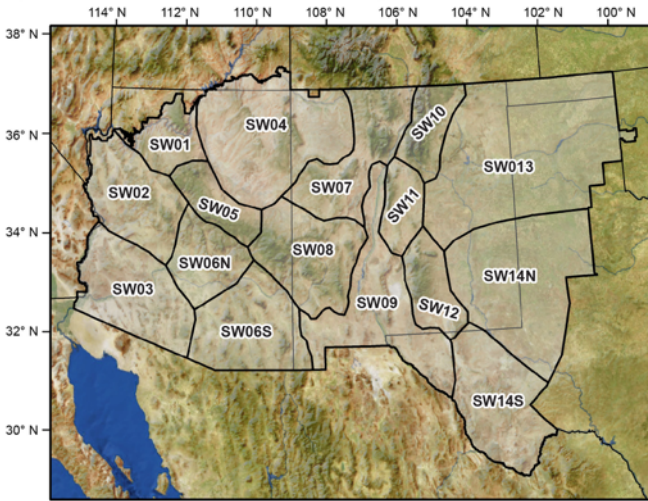 114° N 112° N 110° N 108° N 106° N 104° N 102° N 100° N
38° N
36° N
34° N
32° N
30° N
SW01
SW04
SW10
SW02
SW05
SW07
SW11
SW013
SW03
SW06N
SW08
SW14N
SW09
SW12
SW06S
SW14S